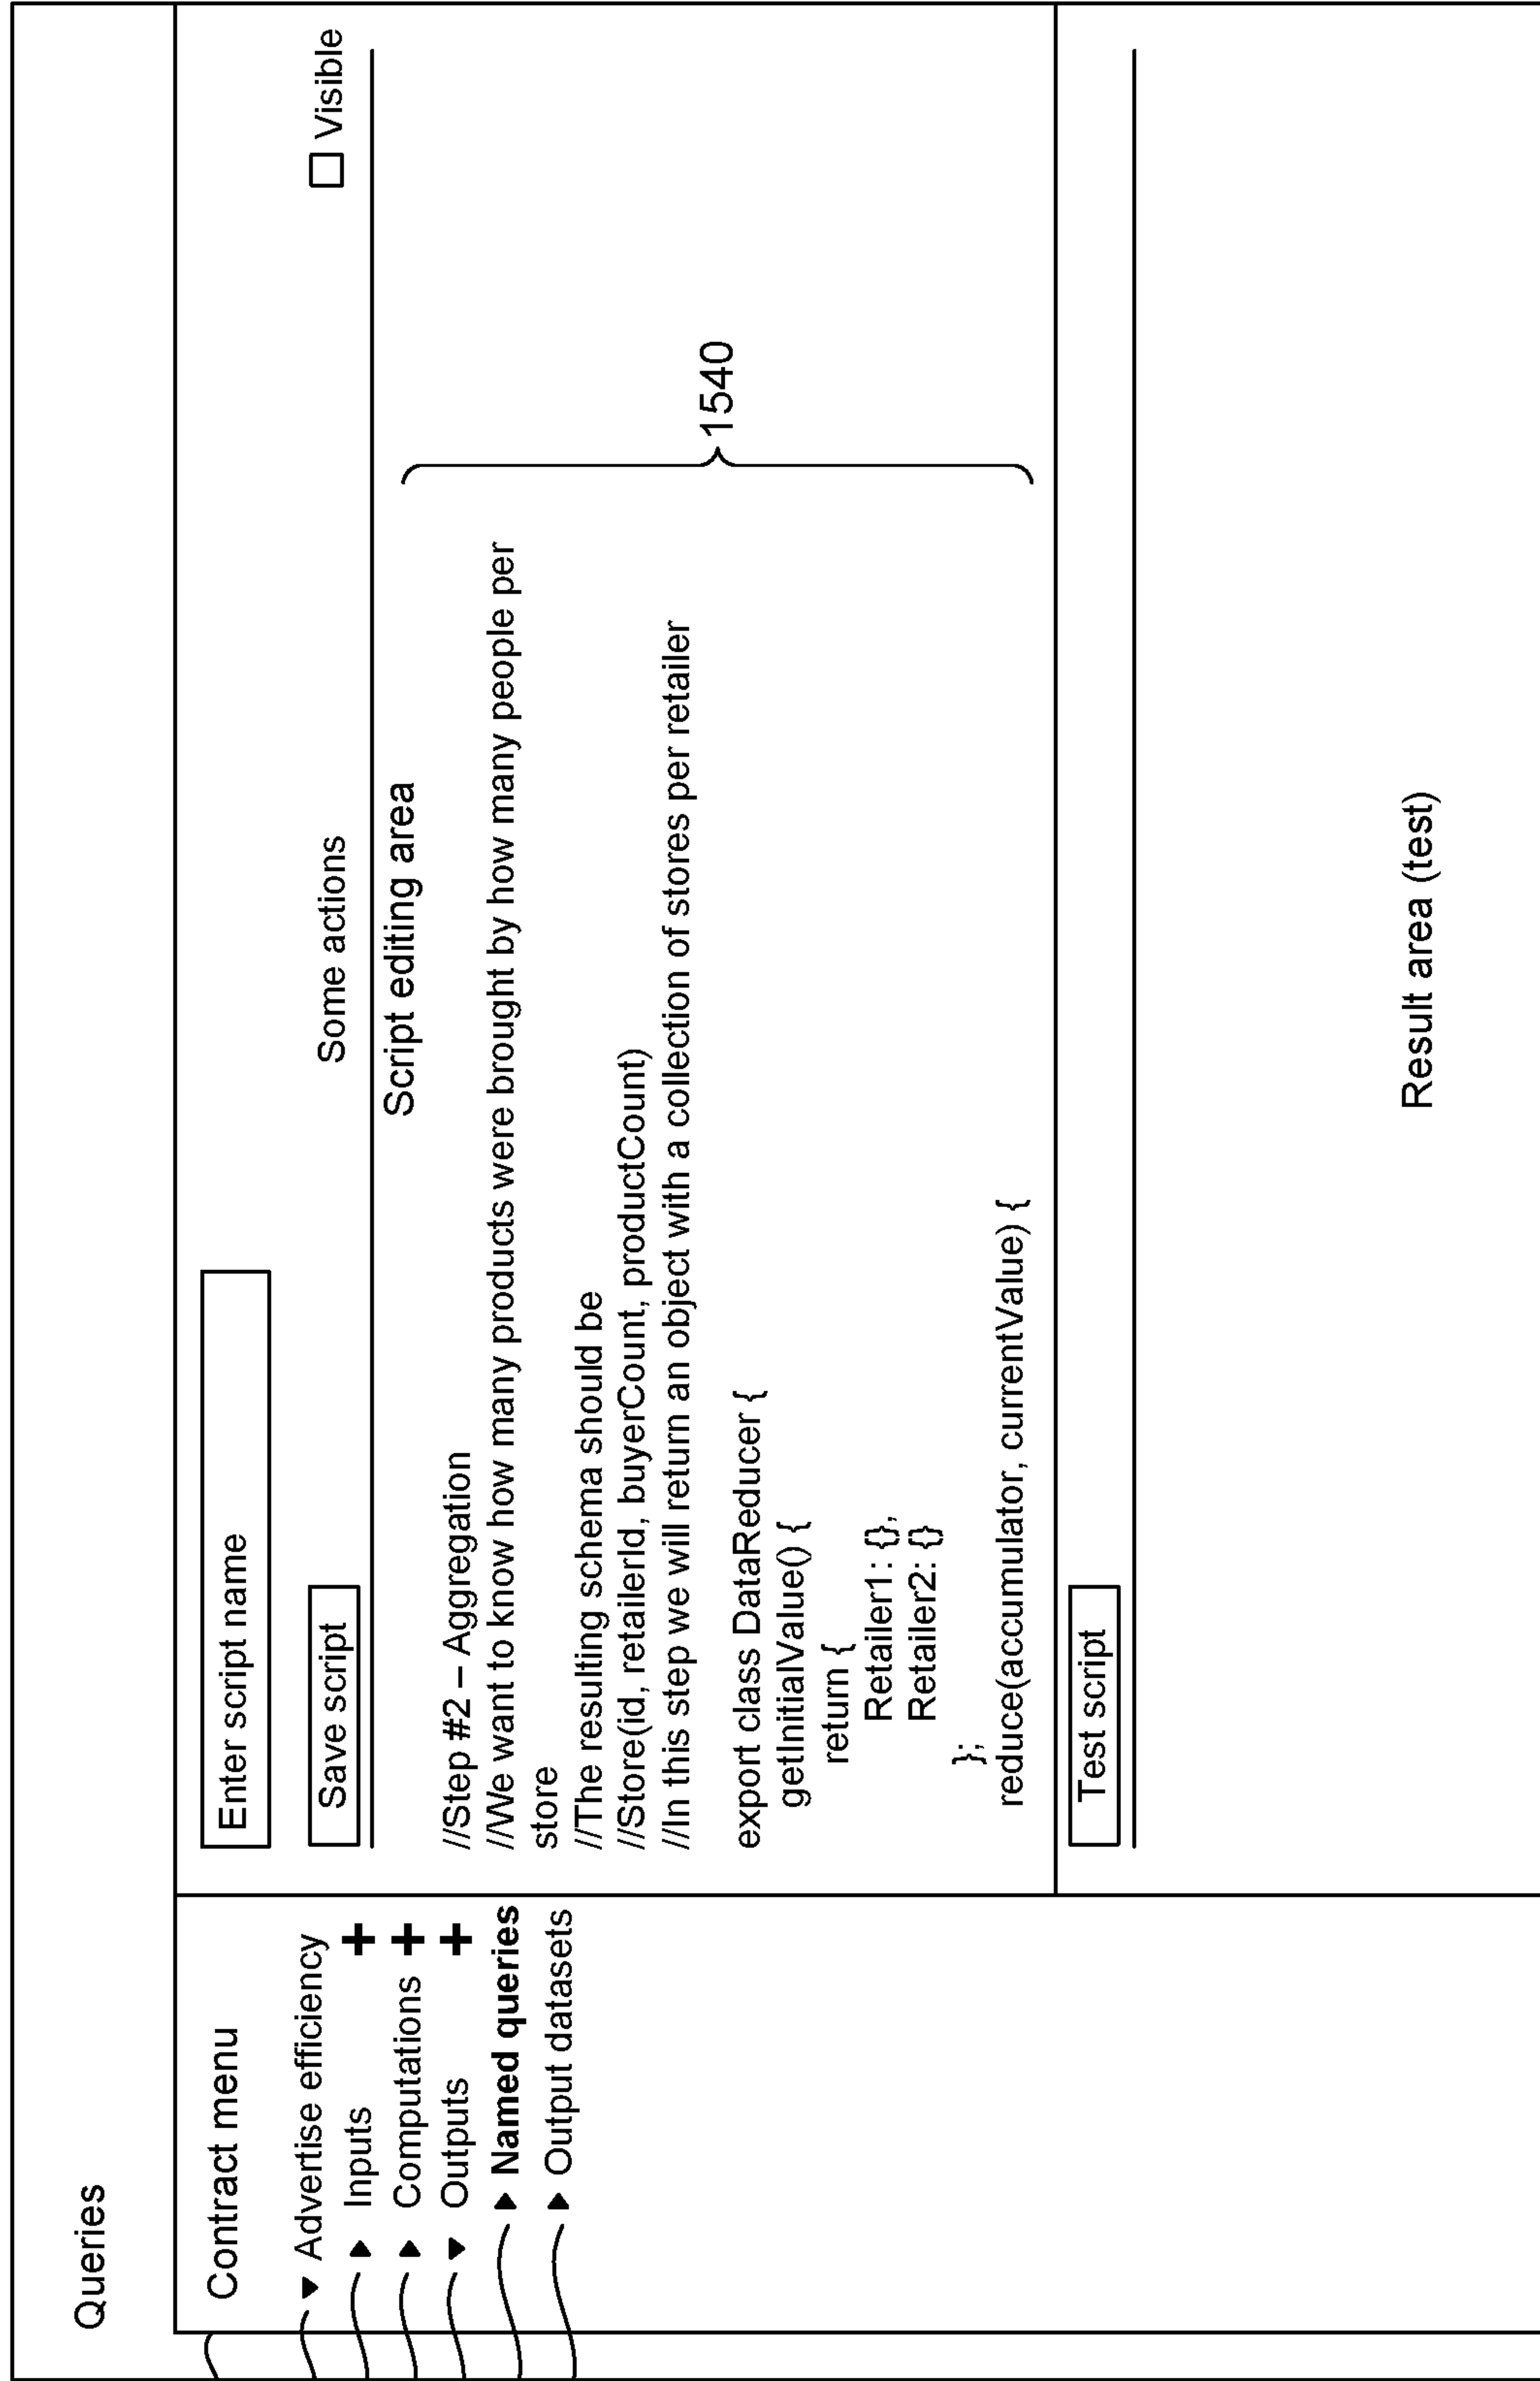 Queries
Contract menu
Advertise efficiency
Inputs +
Computations +
Outputs +
Named queries
Output datasets
Enter script name
Save script
Some actions
Visible
Script editing area
//Step #2 – Aggregation
//We want to know how many products were brought by how many people per
store
//The resulting schema should be
//Store(id, retailerId, buyerCount, productCount)
//In this step we will return an object with a collection of stores per retailer
export class DataReducer {
getInitialValue() {
return {
Retailer1: {},
Retailer2: {}
};
reduce(accumulator, currentValue) {
1540
Test script
Result area (test)